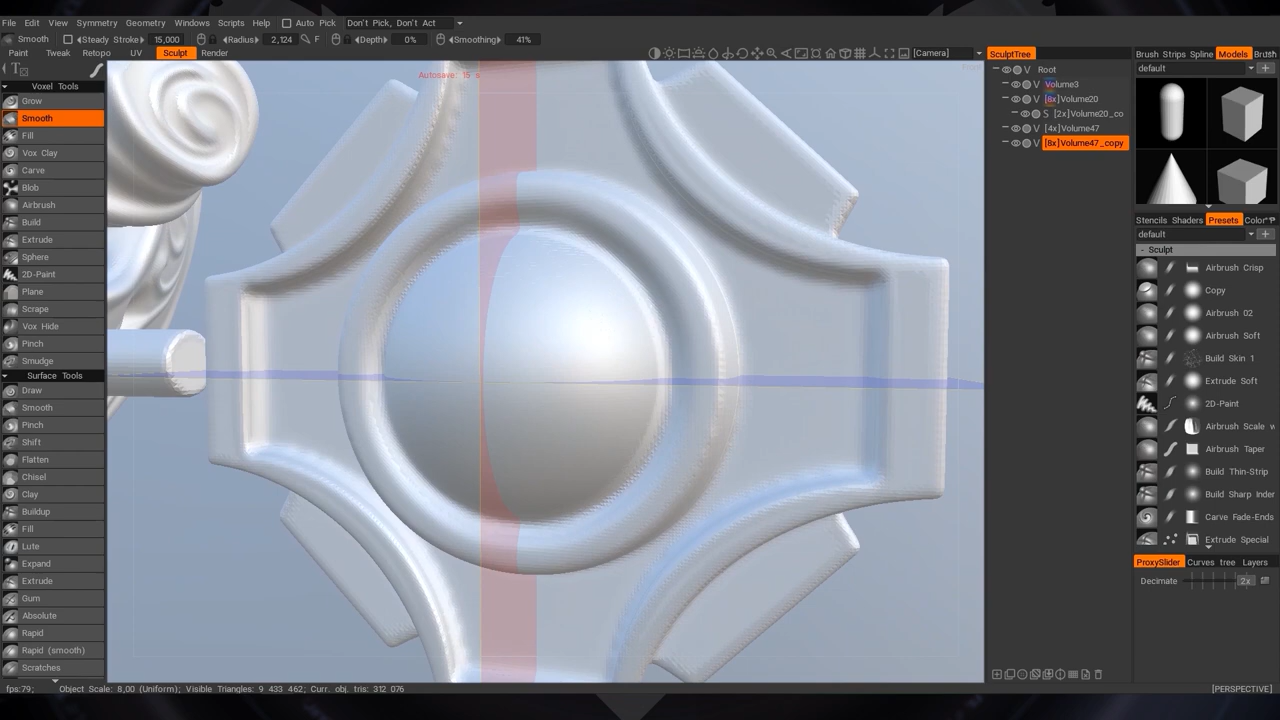 File Edit View Symmetry Geometry Windows Scripts Help Auto Pick Don't Pick, Don't Act
Smooth Steady Stroke 15,000 Radius 2,124 F Depth 0% Smoothing 41%
Paint Tweak Retopo UV Sculpt Render [Camera]
Autosave: 15 s
Voxel Tools
Grow
Smooth
Fill
Vox Clay
Carve
Blob
Airbrush
Build
Extrude
Sphere
2D-Paint
Plane
Scrape
Vox Hide
Pinch
Smudge
Surface Tools
Draw
Smooth
Pinch
Shift
Flatten
Chisel
Clay
Buildup
Fill
Lute
Expand
Extrude
Gum
Absolute
Rapid
Rapid (smooth)
Scratches
SculptTree
V Root
V Volume3
V [8x]Volume20
S [2x]Volume20_co
V [4x]Volume47
V [8x]Volume47_copy
Brush Strips Spline Models Brush
default
Stencils Shaders Presets Color
default
- Sculpt
Airbrush Crisp
Copy
Airbrush 02
Airbrush Soft
Build Skin 1
Extrude Soft
2D-Paint
Airbrush Scale w
Airbrush Taper
Build Thin-Strip
Build Sharp Inder
Carve Fade-Ends
Extrude Special
ProxySlider Curves tree Layers
Decimate 2x
fps:79; Object Scale: 8,00 (Uniform); Visible Triangles: 9 433 462; Curr. obj. tris: 312 076 [PERSPECTIVE]